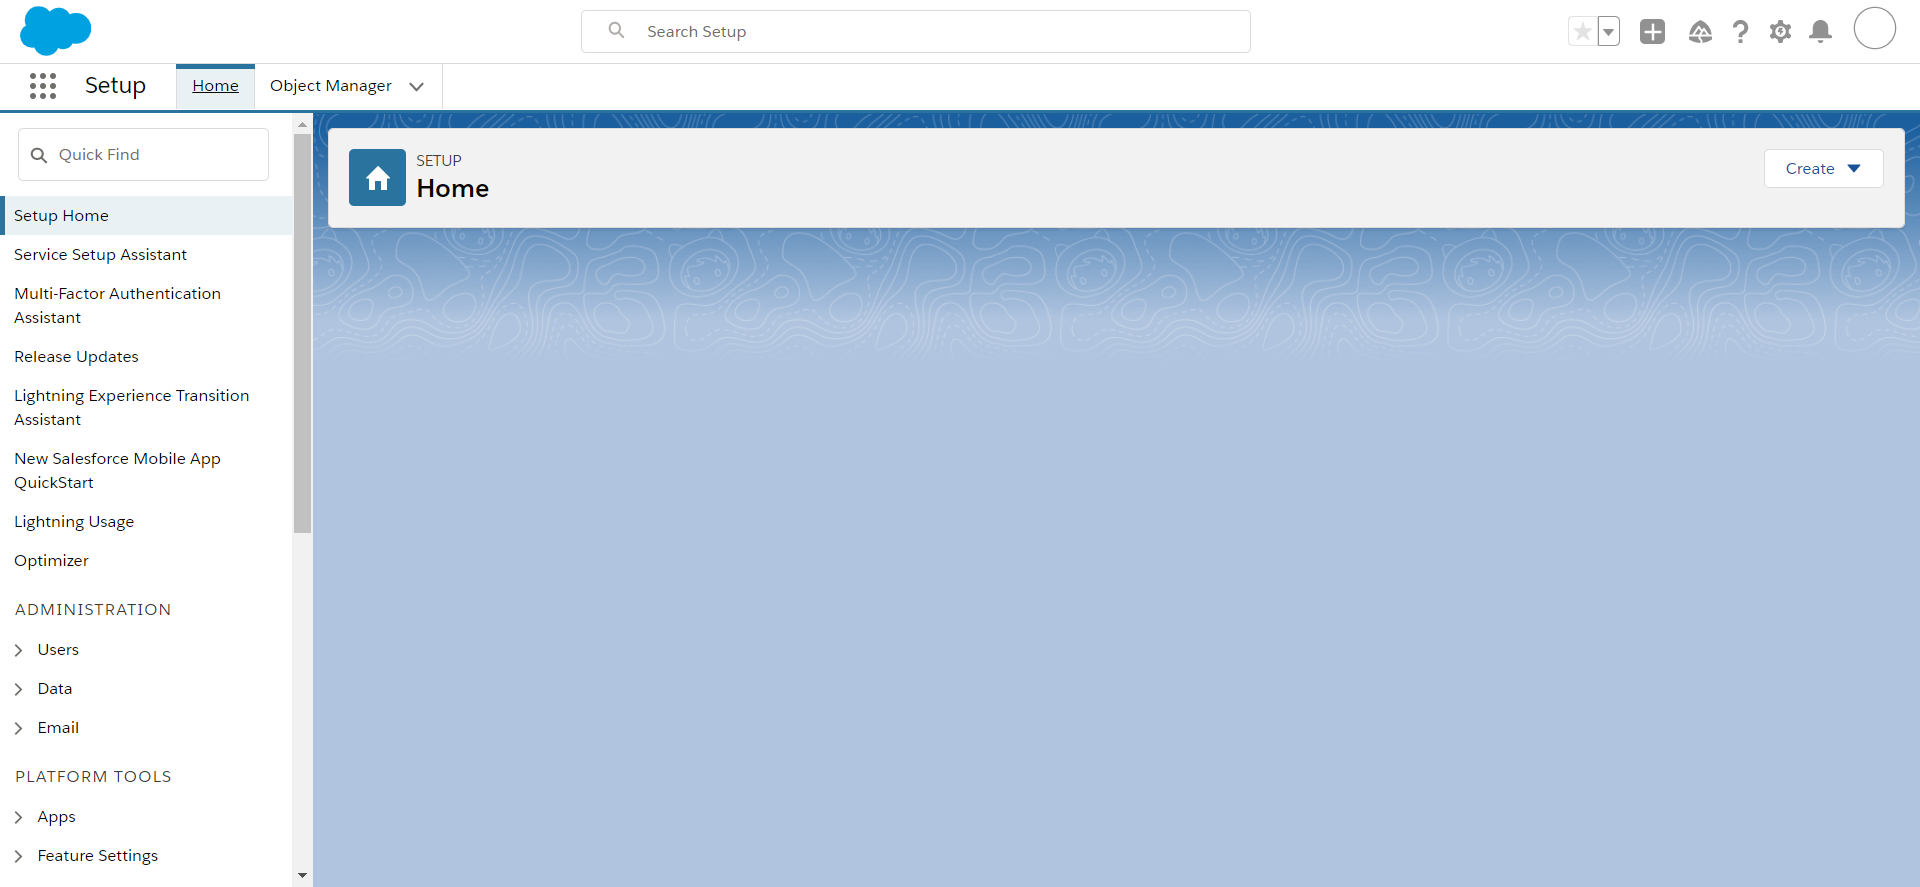 Search Setup
Setup
Home
Object Manager
Quick Find
Setup Home
Service Setup Assistant
Multi-Factor Authentication
Assistant
Release Updates
Lightning Experience Transition
Assistant
New Salesforce Mobile App
QuickStart
Lightning Usage
Optimizer
ADMINISTRATION
Users
Data
Email
PLATFORM TOOLS
Apps
Feature Settings
SETUP
Home
Create